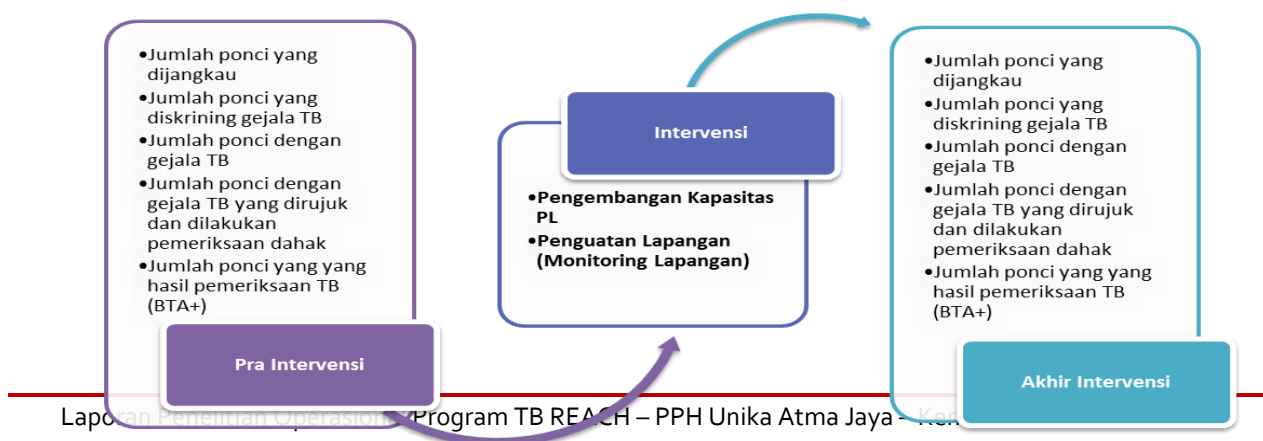 •Jumlah ponci yang
dijangkau
•Jumlah ponci yang
diskrining gejala TB
•Jumlah ponci dengan
gejala TB
•Jumlah ponci dengan
gejala TB yang dirujuk
dan dilakukan
pemeriksaan dahak
•Jumlah ponci yang yang
hasil pemeriksaan TB
(BTA+)
Pra Intervensi
Intervensi
•Pengembangan Kapasitas
PL
•Penguatan Lapangan
(Monitoring Lapangan)
•Jumlah ponci yang
dijangkau
•Jumlah ponci yang
diskrining gejala TB
•Jumlah ponci dengan
gejala TB
•Jumlah ponci dengan
gejala TB yang dirujuk
dan dilakukan
pemeriksaan dahak
•Jumlah ponci yang yang
hasil pemeriksaan TB
(BTA+)
Akhir Intervensi
Laporan Penelitian Operasional Program TB REACH – PPH Unika Atma Jaya –